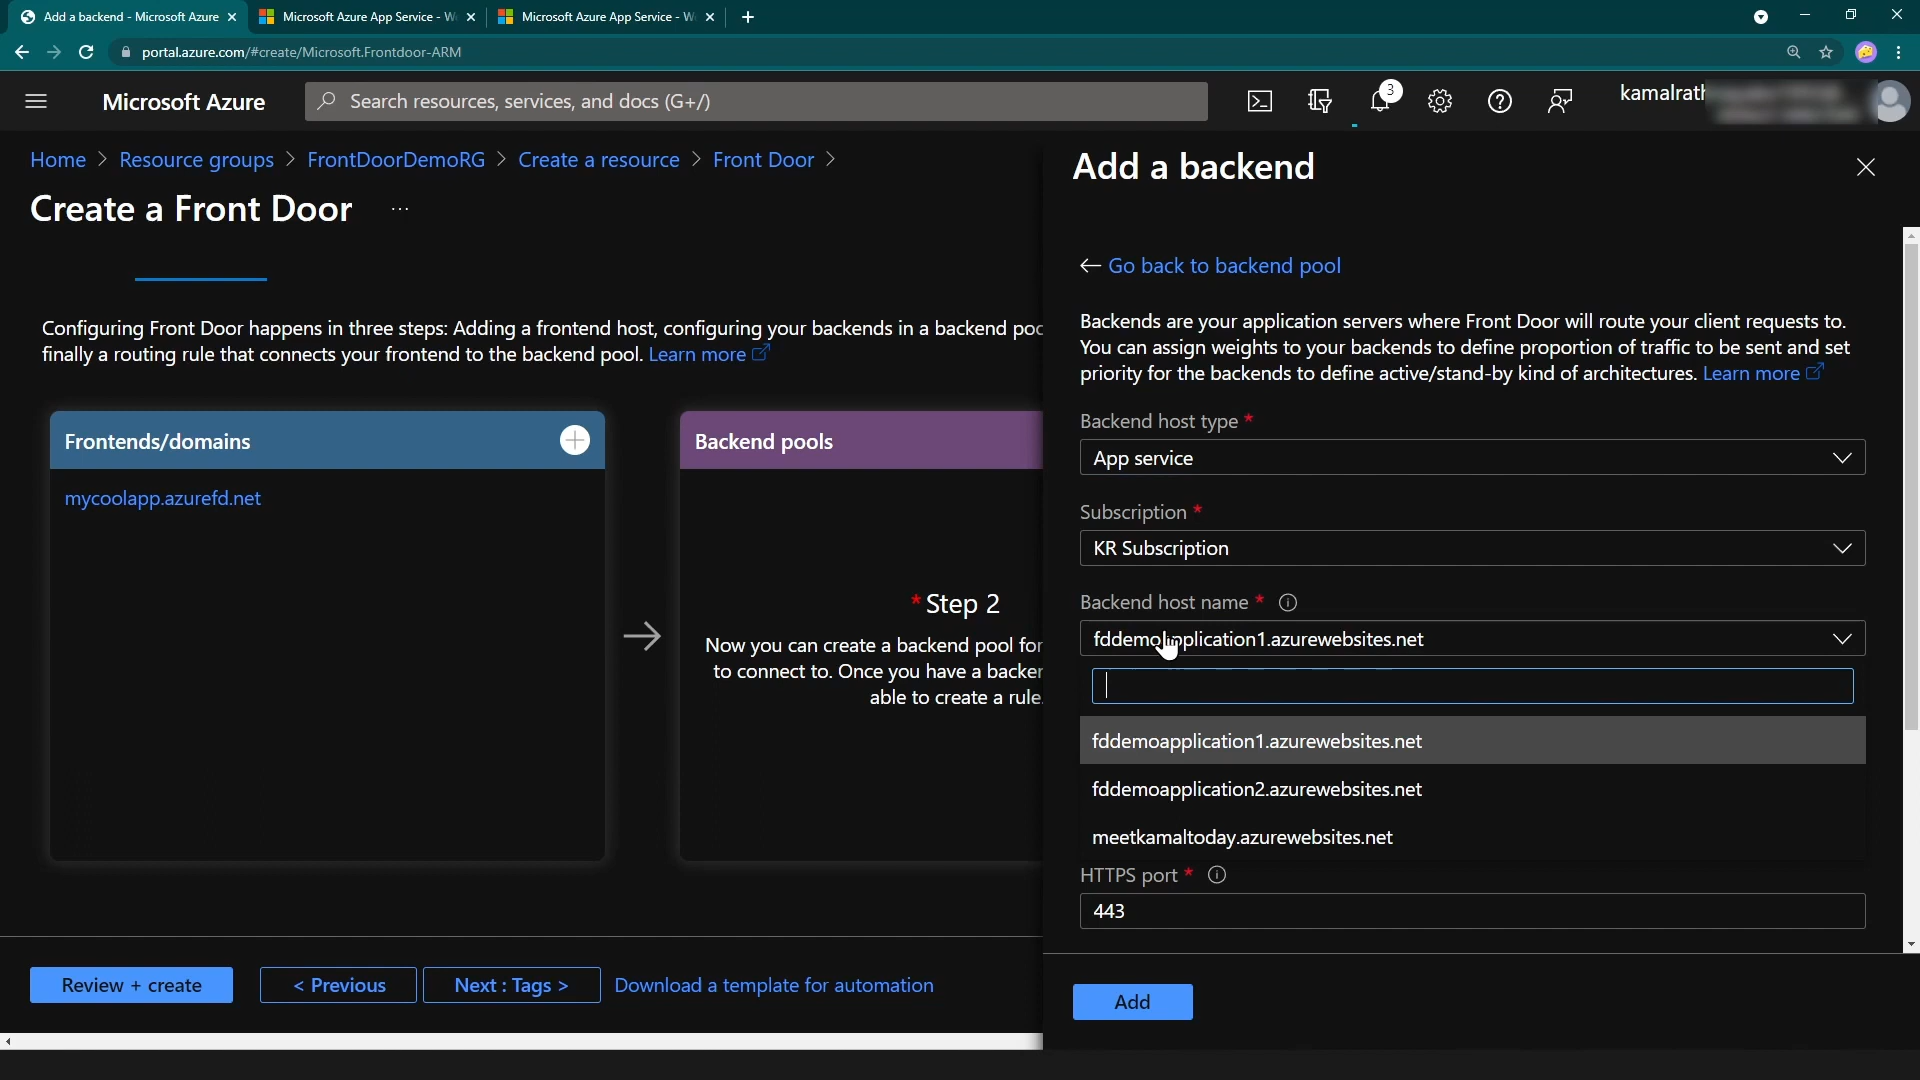 Add a backend - Microsoft Azure
Microsoft Azure App Service - W
Microsoft Azure App Service - W
portal.azure.com/#create/Microsoft.Frontdoor-ARM
Microsoft Azure
Search resources, services, and docs (G+/)
3
kamalrath
Home > Resource groups > FrontDoorDemoRG > Create a resource > Front Door >
Create a Front Door ...
Configuring Front Door happens in three steps: Adding a frontend host, configuring your backends in a backend poo
finally a routing rule that connects your frontend to the backend pool. Learn more
Frontends/domains
mycoolapp.azurefd.net
Backend pools
* Step 2
Now you can create a backend pool for
to connect to. Once you have a backen
able to create a rule.
Review + create
< Previous
Next : Tags >
Download a template for automation
Add a backend
Go back to backend pool
Backends are your application servers where Front Door will route your client requests to.
You can assign weights to your backends to define proportion of traffic to be sent and set
priority for the backends to define active/stand-by kind of architectures. Learn more
Backend host type *
App service
Subscription *
KR Subscription
Backend host name *
fddemoapplication1.azurewebsites.net
fddemoapplication1.azurewebsites.net
fddemoapplication2.azurewebsites.net
meetkamaltoday.azurewebsites.net
HTTPS port *
443
Add